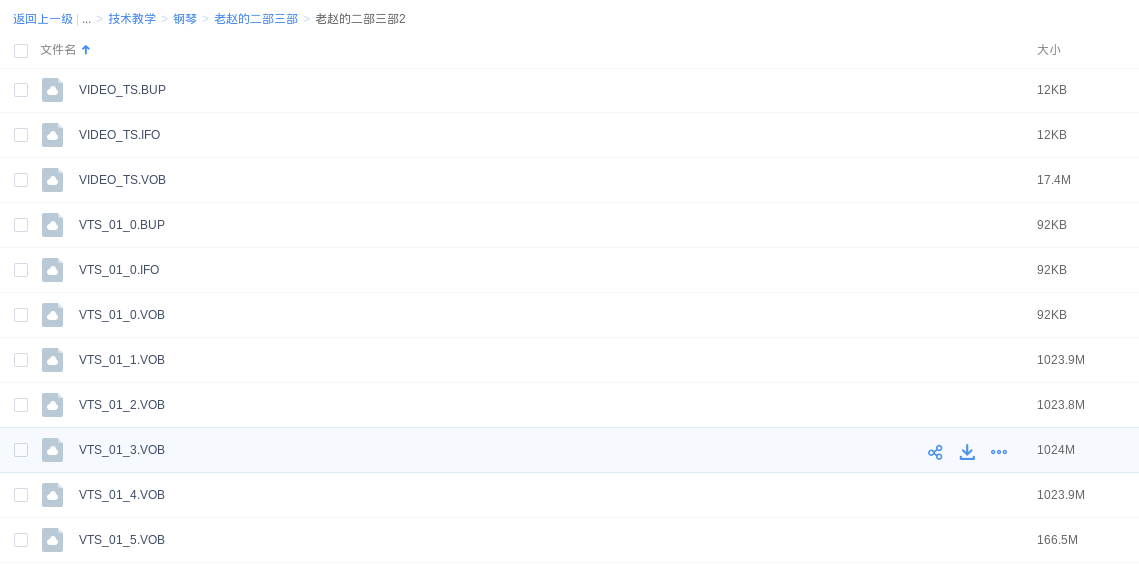 返回上一级 | ... > 技术教学 > 钢琴 > 老赵的二部三部 > 老赵的二部三部2
文件名 大小
VIDEO_TS.BUP 12KB
VIDEO_TS.IFO 12KB
VIDEO_TS.VOB 17.4M
VTS_01_0.BUP 92KB
VTS_01_0.IFO 92KB
VTS_01_0.VOB 92KB
VTS_01_1.VOB 1023.9M
VTS_01_2.VOB 1023.8M
VTS_01_3.VOB 1024M
VTS_01_4.VOB 1023.9M
VTS_01_5.VOB 166.5M